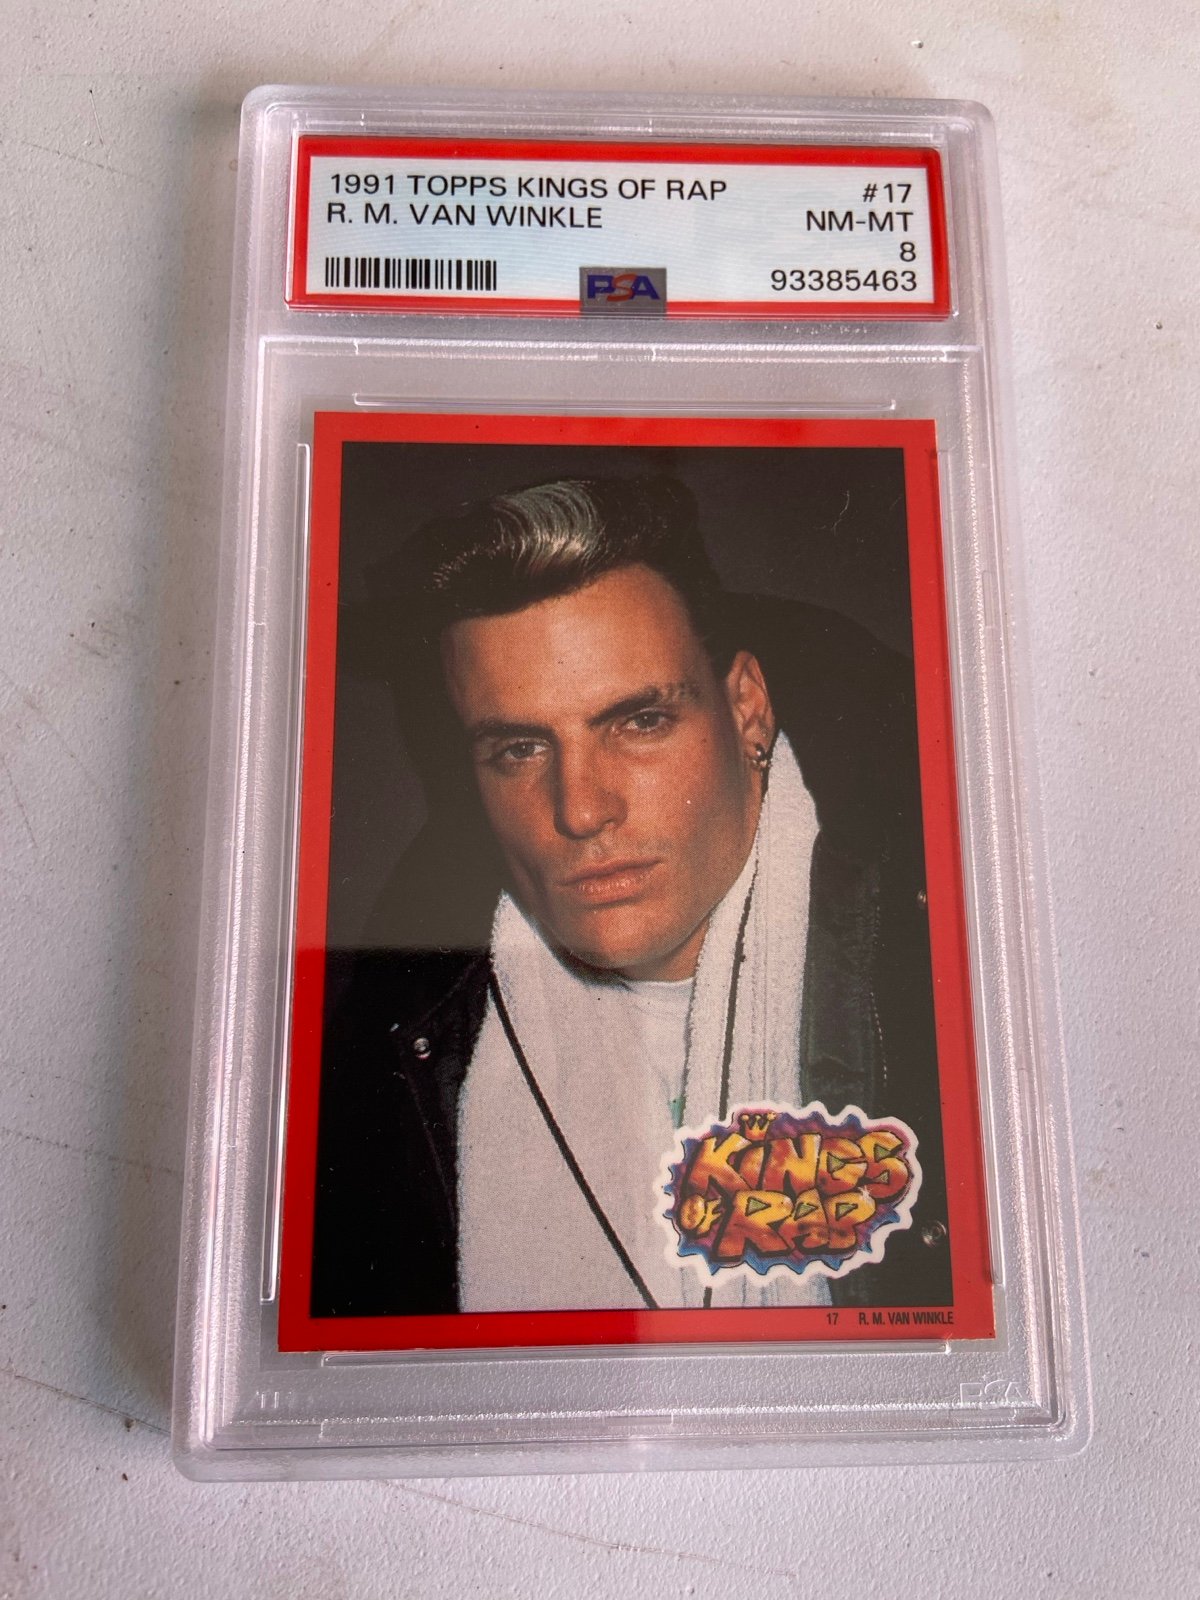 1991 TOPPS KINGS OF RAP #17
R. M. VAN WINKLE NM-MT
8
PSA 93385463
KiNGS
OF RAP
17 R. M. VAN WINKLE
PSA